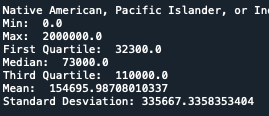 Native American, Pacific Islander, or In
Min:  0.0
Max:  2000000.0
First Quartile:  32300.0
Median:  73000.0
Third Quartile:  110000.0
Mean:  154695.98708010337
Standard Desviation: 335667.3358353404